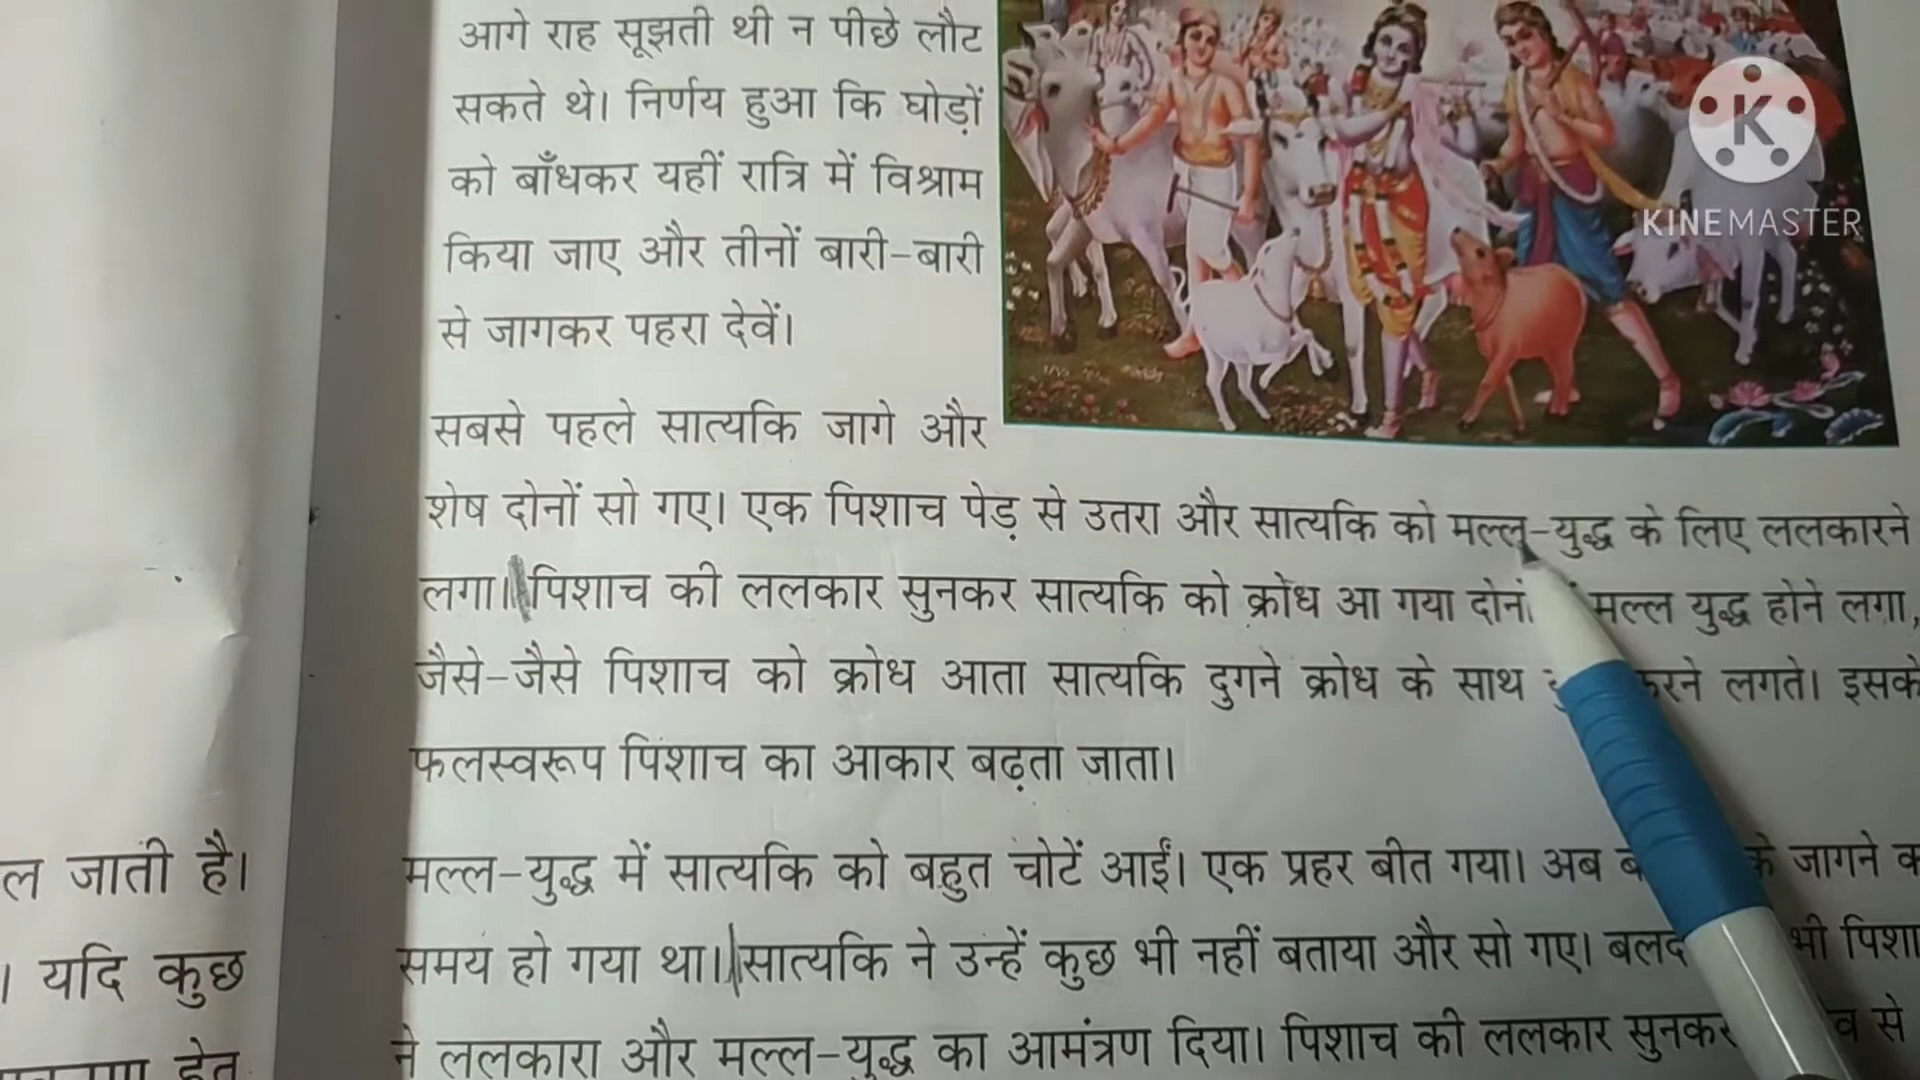 आगे राह सूझती थी न पीछे लौट
सकते थे। निर्णय हुआ कि घोड़ों
को बाँधकर यहीं रात्रि में विश्राम
किया जाए और तीनों बारी-बारी
से जागकर पहरा देवें।
सबसे पहले सात्यकि जागे और
शेष दोनों सो गए। एक पिशाच पेड़ से उतरा और सात्यकि को मल्ल-युद्ध के लिए ललकारने
लगा। पिशाच की ललकार सुनकर सात्यकि को क्रोध आ गया मल्ल युद्ध होने लगा,
जैसे-जैसे पिशाच को क्रोध आता सात्यकि दुगने क्रोध के साथ लगते। इसके
फलस्वरूप पिशाच का आकार बढ़ता जाता।
मल्ल-युद्ध में सात्यकि को बहुत चोटें आईं। एक प्रहर बीत गया। अब के जागने
समय हो गया था। सात्यकि ने उन्हें कुछ भी नहीं बताया और सो गए। भी
ने ललकारा और मल्ल-युद्ध का आमंत्रण दिया। पिशाच की ललकार सुनकर से
जाती है।
। यदि कुछ
K
KINEMASTER